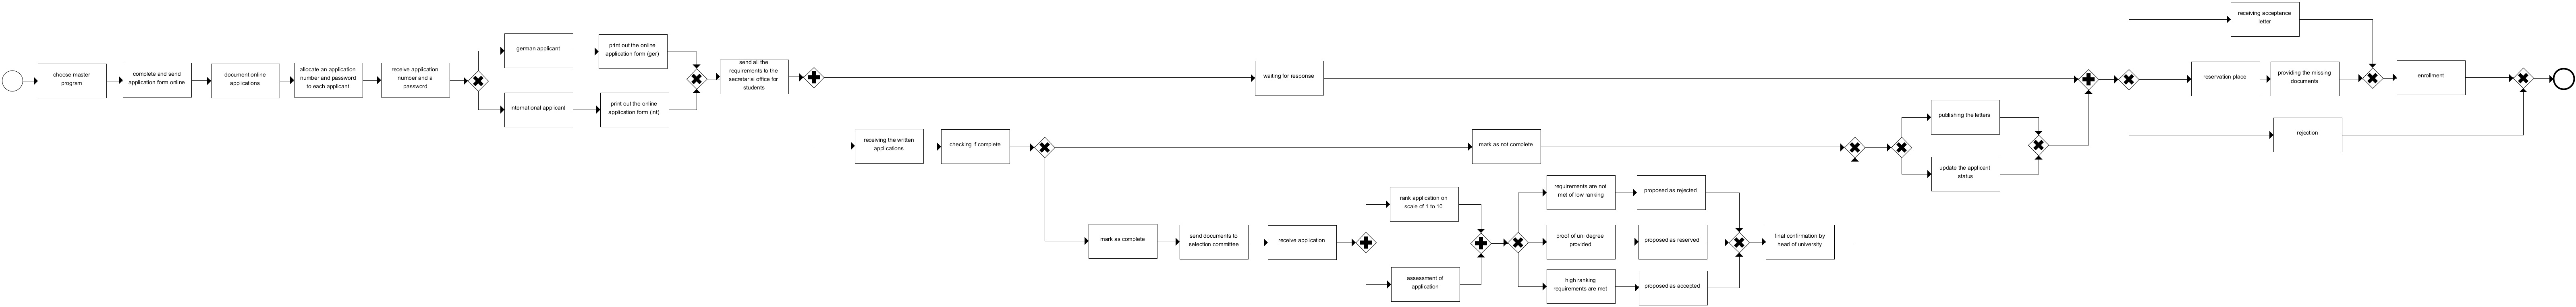 choose master
program
complete and send
application form online
document online
applications
allocate an application
number and password
to each applicant
receive application
number and a
password
german applicant
print out the online
application form (ger)
international applicant
print out the online
application form (int)
send all the
requirements to the
secretarial office for
students
waiting for response
receiving the written
applications
checking if complete
mark as not complete
mark as complete
send documents to
selection committee
receive application
rank application on
scale of 1 to 10
assessment of
application
requirements are not
met of low ranking
proposed as rejected
proof of uni degree
provided
proposed as reserved
high ranking
requirements are met
proposed as accepted
final confirmation by
head of university
publishing the letters
update the applicant
status
receiving acceptance
letter
reservation place
providing the missing
documents
enrollment
rejection